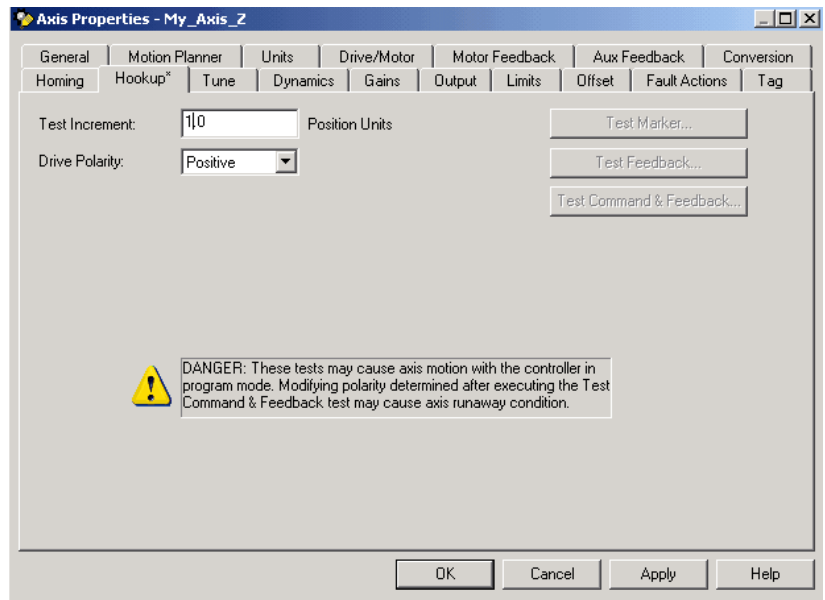 Axis Properties - My_Axis_Z
General Motion Planner Units Drive/Motor Motor Feedback Aux Feedback Conversion
Homing Hookup* Tune Dynamics Gains Output Limits Offset Fault Actions Tag
Test Increment: 1.0 Position Units Test Marker...
Drive Polarity: Positive Test Feedback...
Test Command & Feedback...
DANGER: These tests may cause axis motion with the controller in
program mode. Modifying polarity determined after executing the Test
Command & Feedback test may cause axis runaway condition.
OK Cancel Apply Help